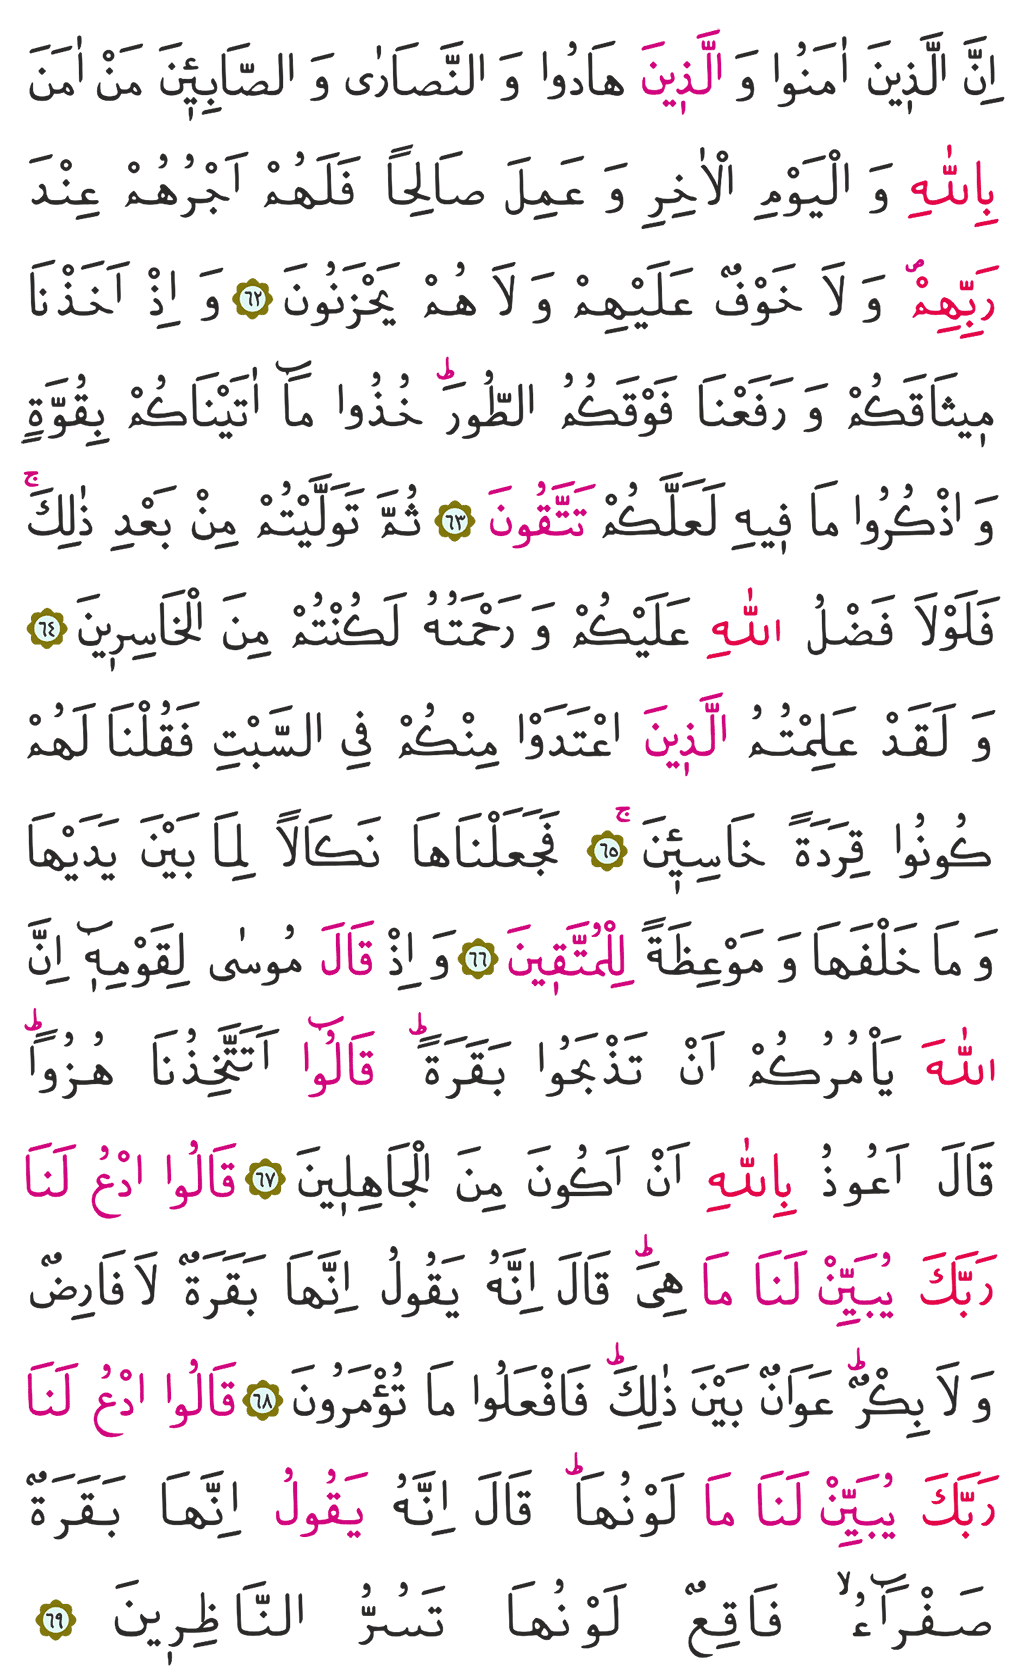 اِنَّ الَّذٖينَ اٰمَنُوا وَ الَّذٖينَ هَادُوا وَ النَّصَارٰى وَ الصَّابِـٖٔينَ مَنْ اٰمَنَ
بِاللّٰهِ وَ الْيَوْمِ الْاٰخِرِ وَ عَمِلَ صَالِحًا فَلَهُمْ اَجْرُهُمْ عِنْدَ
رَبِّهِمْۖ وَ لَا خَوْفٌ عَلَيْهِمْ وَ لَا هُمْ يَحْزَنُونَ ﴿٦٢﴾ وَ اِذْ اَخَذْنَا
مٖيثَاقَكُمْ وَ رَفَعْنَا فَوْقَكُمُ الطُّورَؕ خُذُوا مَٓا اٰتَيْنَاكُمْ بِقُوَّةٍ
وَ اذْكُرُوا مَا فٖيهِ لَعَلَّكُمْ تَتَّقُونَ ﴿٦٣﴾ ثُمَّ تَوَلَّيْتُمْ مِنْ بَعْدِ ذٰلِكَۚ
فَلَوْلَا فَضْلُ اللّٰهِ عَلَيْكُمْ وَ رَحْمَتُهُ لَكُنْتُمْ مِنَ الْخَاسِرٖينَ ﴿٦٤﴾
وَ لَقَدْ عَلِمْتُمُ الَّذٖينَ اعْتَدَوْا مِنْكُمْ فِى السَّبْتِ فَقُلْنَا لَهُمْ
كُونُوا قِرَدَةً خَاسِـٖٔينَۚ ﴿٦٥﴾ فَجَعَلْنَاهَا نَكَالًا لِمَا بَيْنَ يَدَيْهَا
وَ مَا خَلْفَهَا وَ مَوْعِظَةً لِلْمُتَّقٖينَ ﴿٦٦﴾ وَ اِذْ قَالَ مُوسٰى لِقَوْمِهٖٓ اِنَّ
اللّٰهَ يَاْمُرُكُمْ اَنْ تَذْبَحُوا بَقَرَةًؕ قَالُٓوا اَتَتَّخِذُنَا هُزُوًاؕ
قَالَ اَعُوذُ بِاللّٰهِ اَنْ اَكُونَ مِنَ الْجَاهِلٖينَ ﴿٦٧﴾ قَالُوا ادْعُ لَنَا
رَبَّكَ يُبَيِّنْ لَنَا مَا هِىَؕ قَالَ اِنَّهُ يَقُولُ اِنَّهَا بَقَرَةٌ لَا فَارِضٌ
وَ لَا بِكْرٌؕ عَوَانٌ بَيْنَ ذٰلِكَؕ فَافْعَلُوا مَا تُؤْمَرُونَ ﴿٦٨﴾ قَالُوا ادْعُ لَنَا
رَبَّكَ يُبَيِّنْ لَنَا مَا لَوْنُهَاؕ قَالَ اِنَّهُ يَقُولُ اِنَّهَا بَقَرَةٌ
صَفْرَٓاءُۙ فَاقِعٌ لَوْنُهَا تَسُرُّ النَّاظِرٖينَ ﴿٦٩﴾